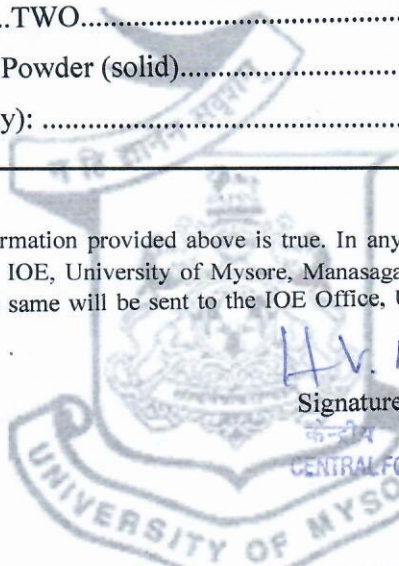 ..TWO..............................................
Powder (solid)..............................
y): ..................................................
rmation provided above is true. In any
IOE, University of Mysore, Manasaga
same will be sent to the IOE Office, U
H.V.
Signature
केन्द्रीय
CENTRAL FO
न हि ज्ञानेन सदृशं
UNIVERSITY OF MYSO